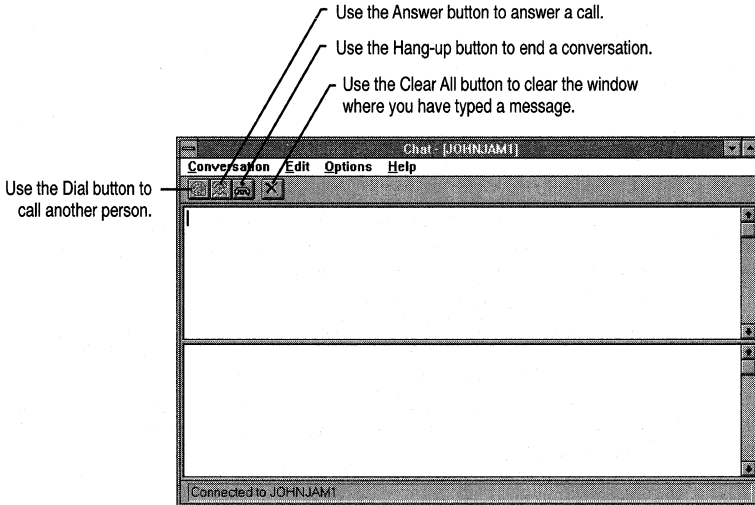 Use the Answer button to answer a call.
Use the Hang-up button to end a conversation.
Use the Clear All button to clear the window
where you have typed a message.
Chat - [JOHNJAM1]
Conversation Edit Options Help
Use the Dial button to
call another person.
Connected to JOHNJAM1